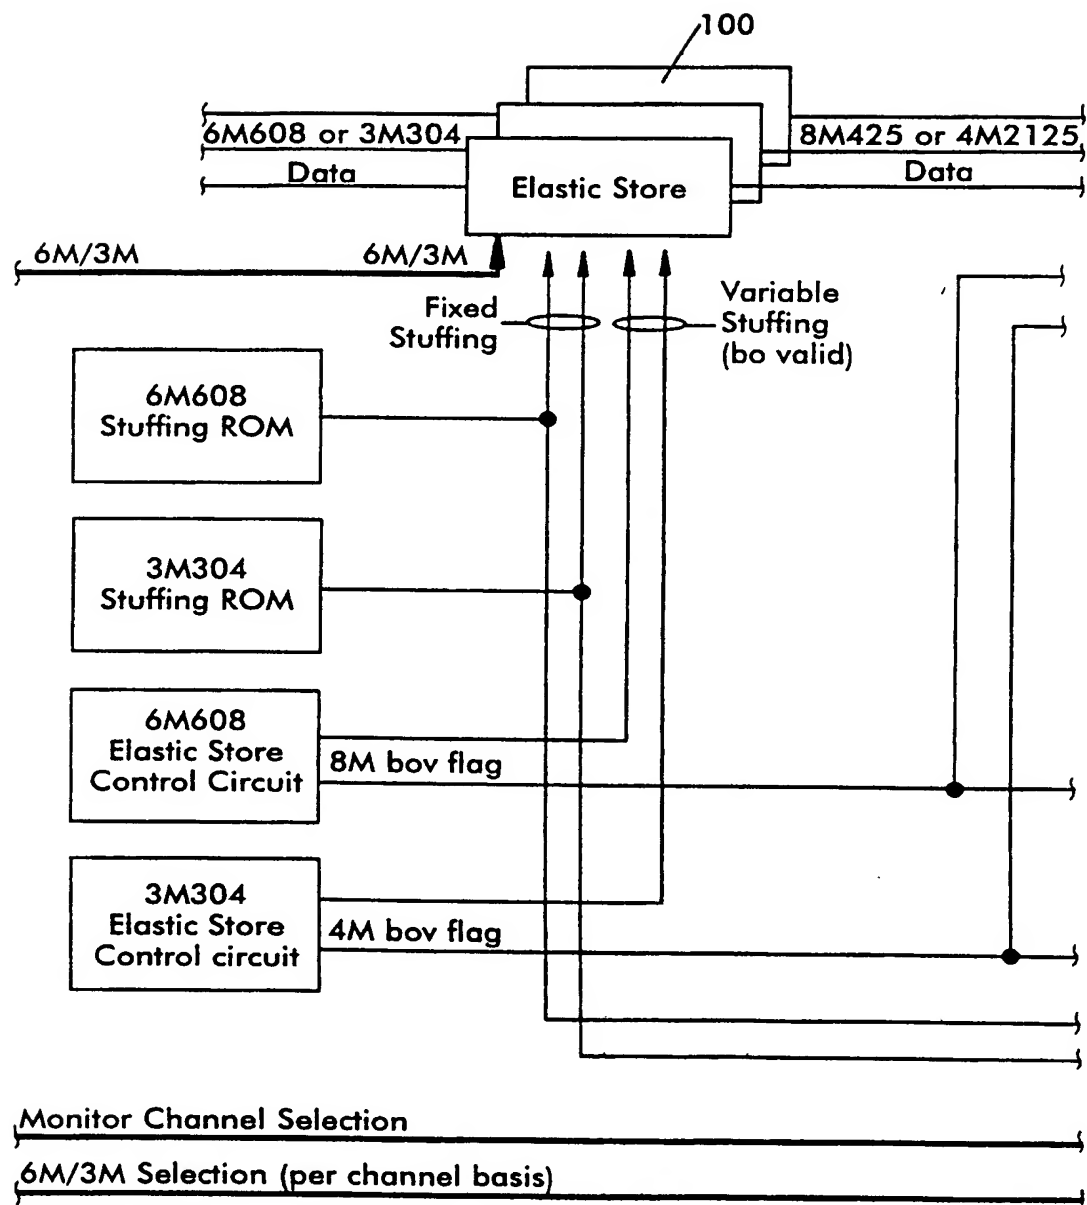 100
6M608 or 3M304
8M425 or 4M2125
Data
Elastic Store
Data
6M/3M
6M/3M
Fixed
Stuffing
Variable
Stuffing
(bo valid)
6M608
Stuffing ROM
3M304
Stuffing ROM
6M608
Elastic Store
Control Circuit
8M bov flag
3M304
Elastic Store
Control circuit
4M bov flag
Monitor Channel Selection
6M/3M Selection (per channel basis)